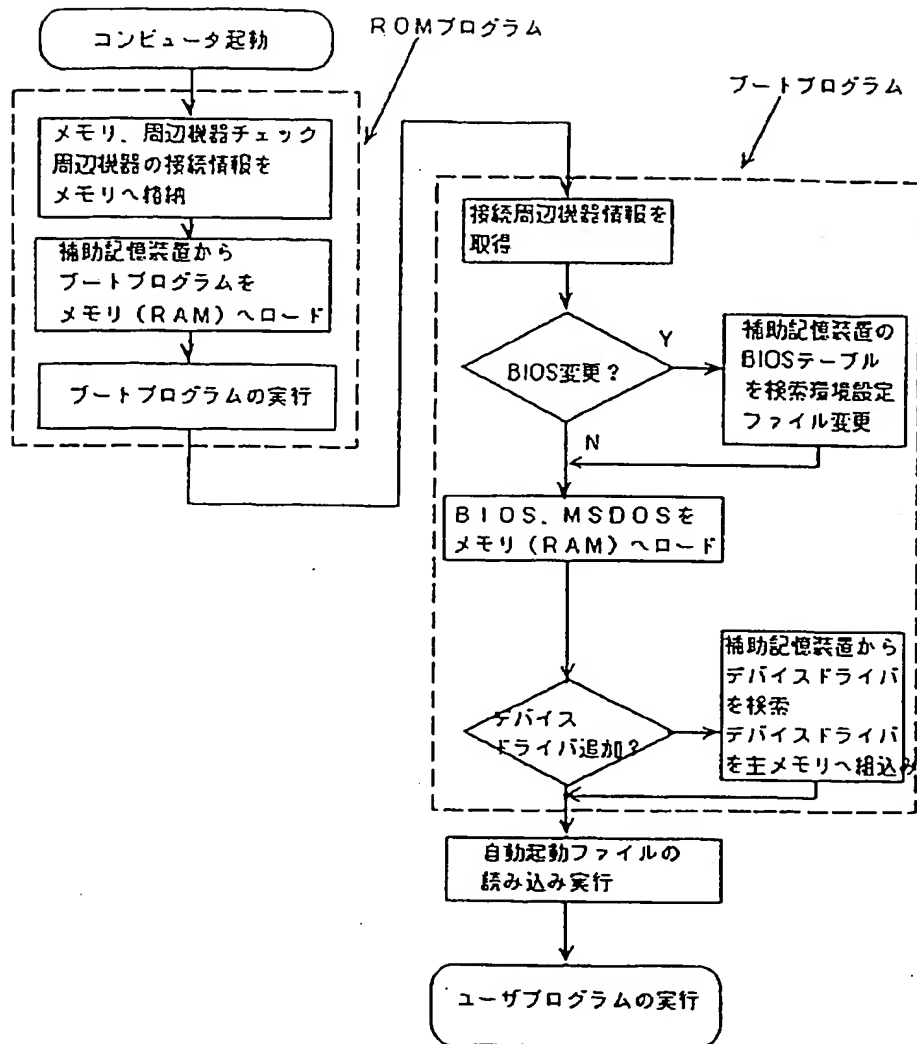 コンピュータ起動
ROMプログラム
メモリ、周辺機器チェック
周辺機器の接続情報を
メモリへ格納
補助記憶装置から
ブートプログラムを
メモリ(RAM)へロード
ブートプログラムの実行
ブートプログラム
接続周辺機器情報を
取得
BIOS変更?
Y
N
補助記憶装置の
BIOSテーブル
を検索環境設定
ファイル変更
BIOS、MSDOSを
メモリ(RAM)へロード
デバイス
ドライバ追加?
補助記憶装置から
デバイスドライバ
を検索
デバイスドライバ
を主メモリへ組込み
自動起動ファイルの
読み込み実行
ユーザプログラムの実行